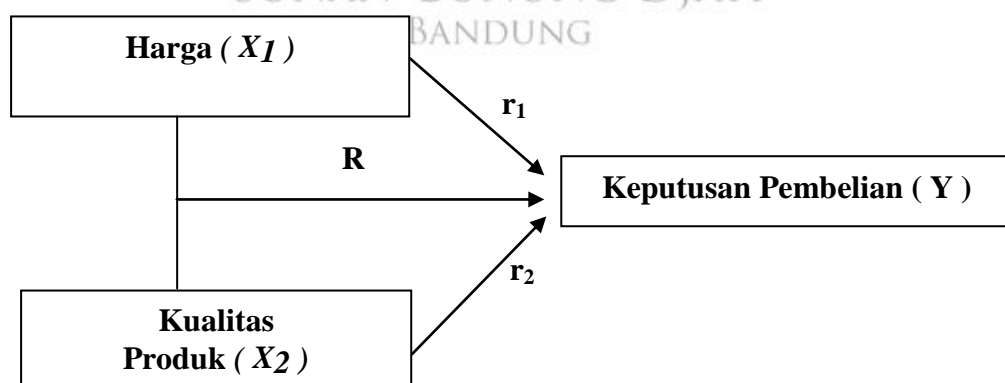 BANDUNG
Harga ( X1 )
r1
R
Keputusan Pembelian ( Y )
r2
Kualitas
Produk ( X2 )